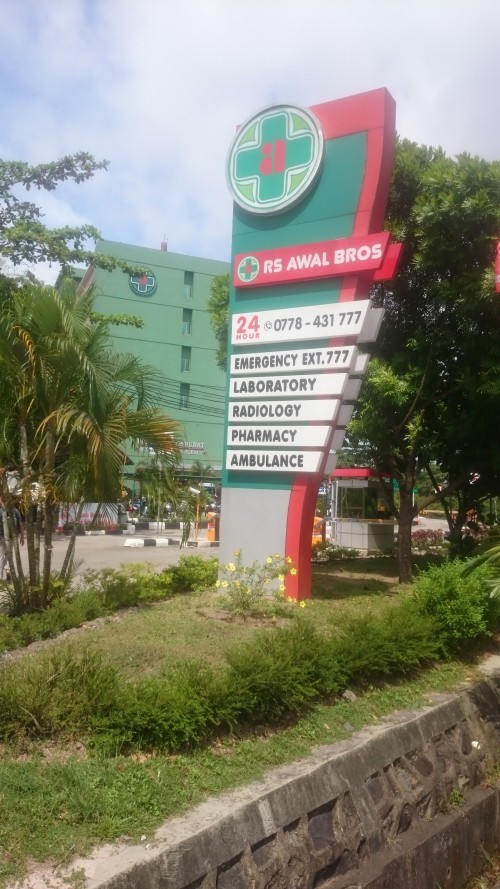 RS AWAL BROS
24 HOUR 0778 - 431 777
EMERGENCY EXT.777
LABORATORY
RADIOLOGY
PHARMACY
AMBULANCE